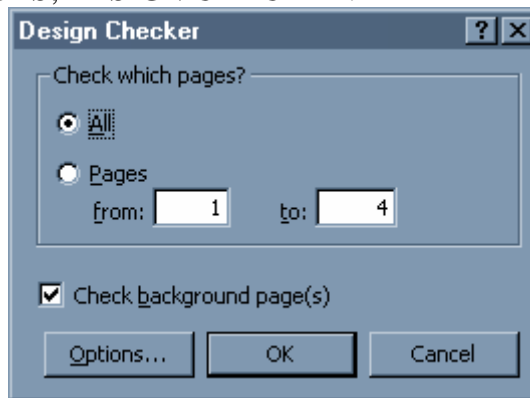 Design Checker ? ×
Check which pages?
All
Pages
from: 1 to: 4
Check background page(s)
Options... OK Cancel